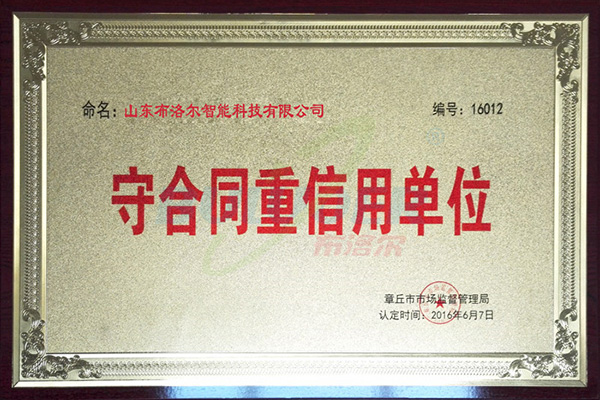 命名：山东布洛尔智能科技有限公司 编号：16012
守合同重信用单位
布洛尔
章丘市市场监督管理局
认定时间：2016年6月7日